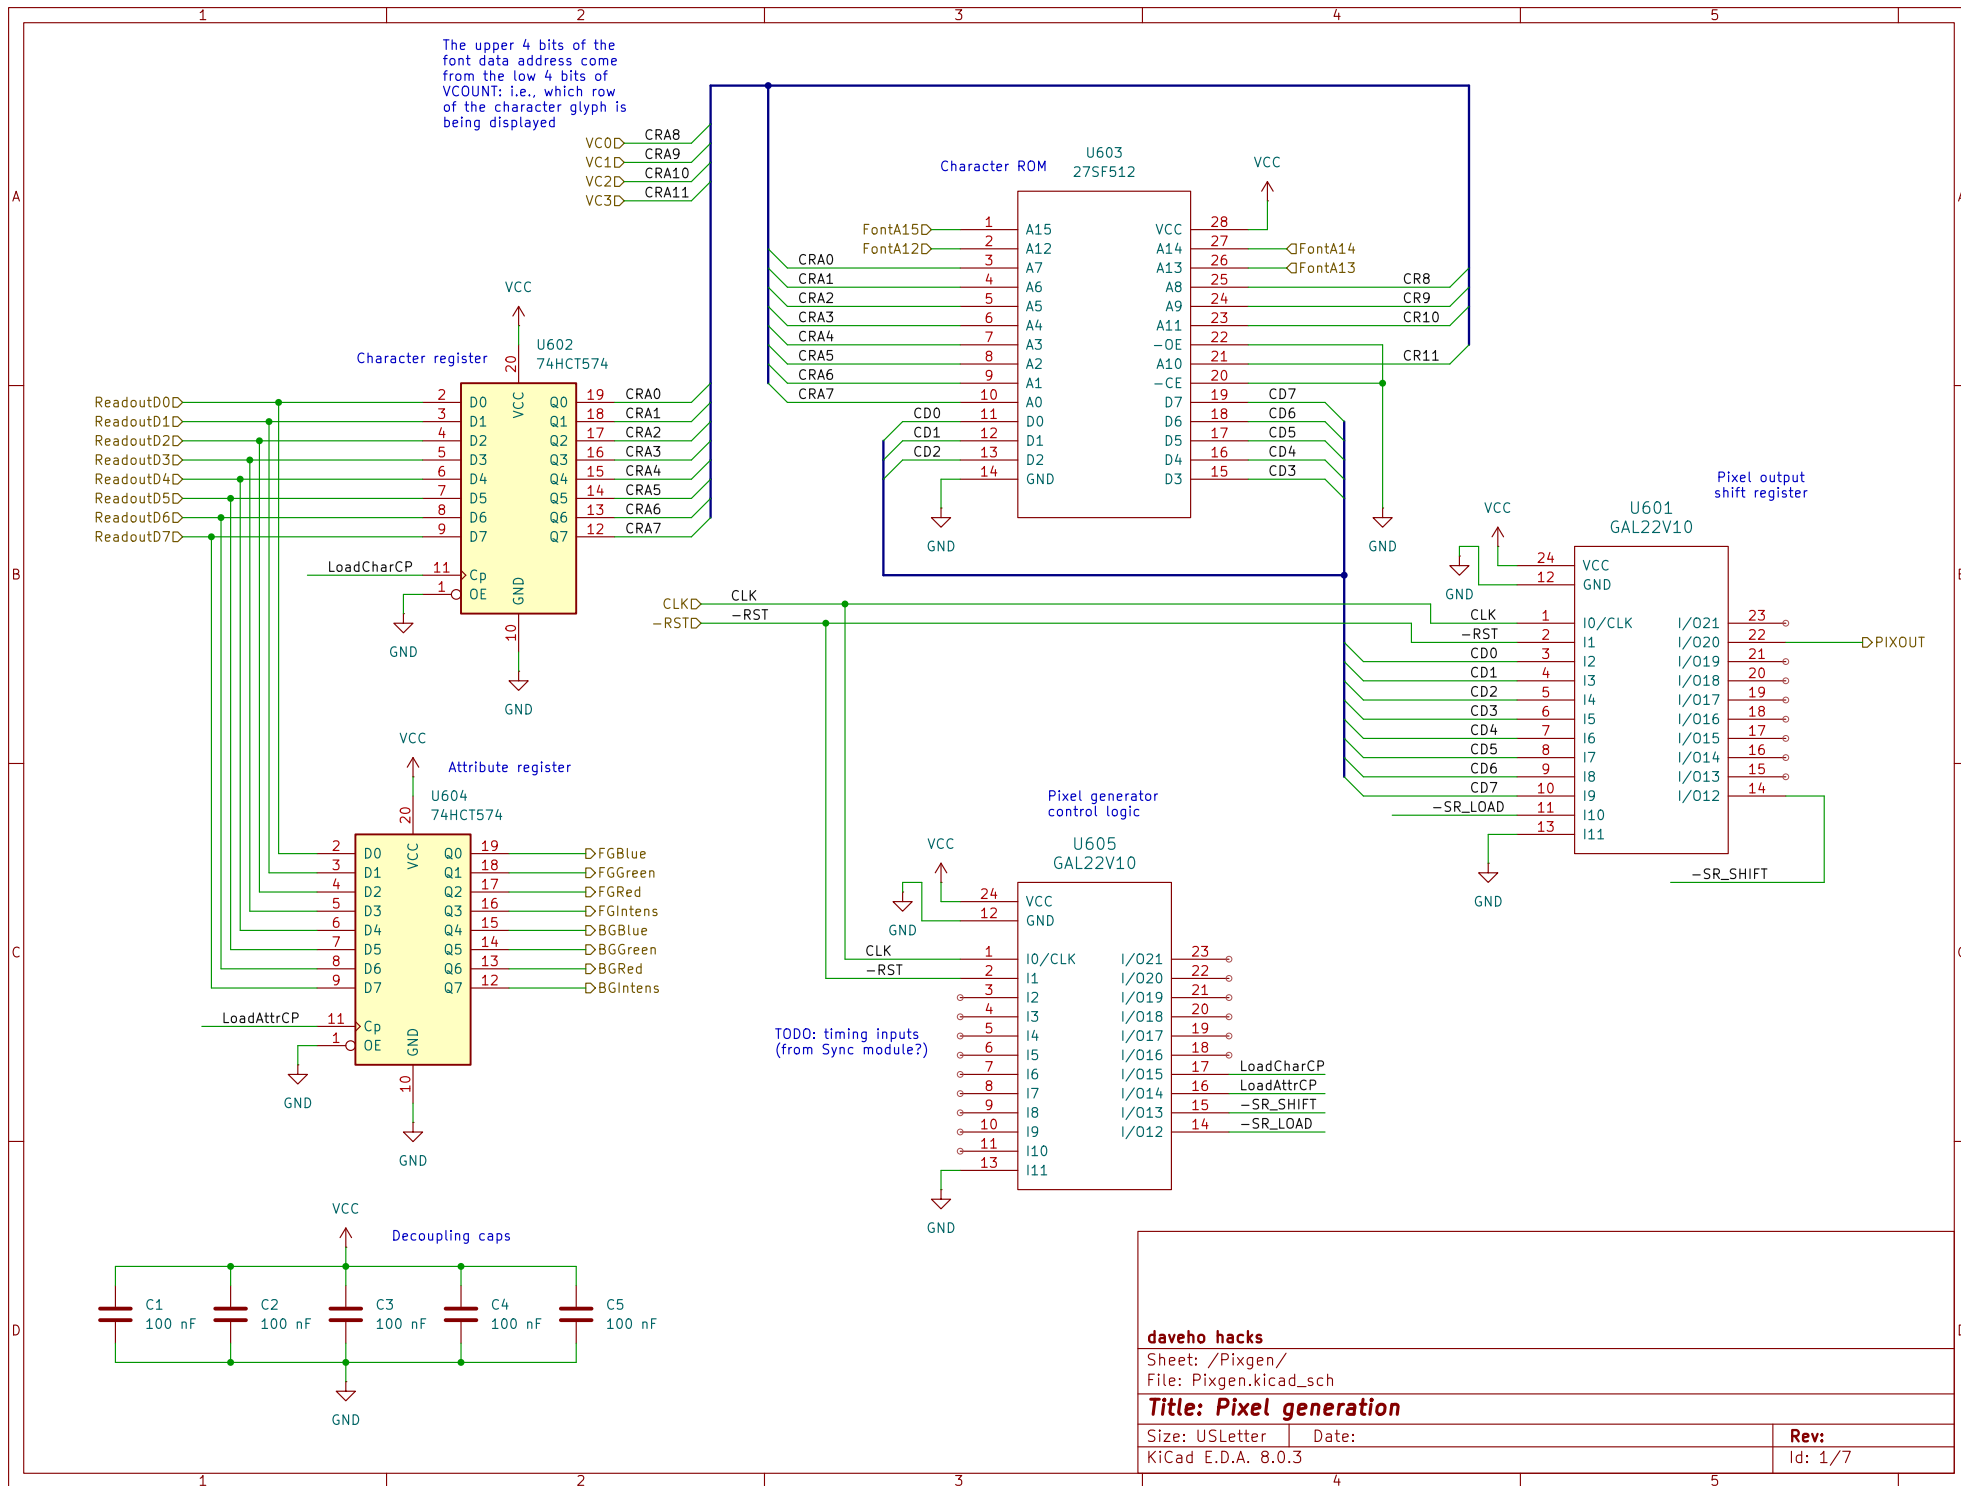 1 2 3 4 5
A
B
C
D
The upper 4 bits of the
font data address come
from the low 4 bits of
VCOUNT: i.e., which row
of the character glyph is
being displayed
VC0 CRA8
VC1 CRA9
VC2 CRA10
VC3 CRA11
Character ROM
U603
27SF512
VCC
FontA15 1 A15 VCC 28
FontA12 2 A12 A14 27 FontA14
CRA0 3 A7 A13 26 FontA13
CRA1 4 A6 A8 25 CR8
CRA2 5 A5 A9 24 CR9
CRA3 6 A4 A11 23 CR10
CRA4 7 A3 -OE 22
CRA5 8 A2 A10 21 CR11
CRA6 9 A1 -CE 20
CRA7 10 A0 D7 19 CD7
CD0 11 D0 D6 18 CD6
CD1 12 D1 D5 17 CD5
CD2 13 D2 D4 16 CD4
14 GND D3 15 CD3
GND
GND
VCC
Character register
U602
74HCT574
20 VCC
ReadoutD0 2 D0 Q0 19 CRA0
ReadoutD1 3 D1 Q1 18 CRA1
ReadoutD2 4 D2 Q2 17 CRA2
ReadoutD3 5 D3 Q3 16 CRA3
ReadoutD4 6 D4 Q4 15 CRA4
ReadoutD5 7 D5 Q5 14 CRA5
ReadoutD6 8 D6 Q6 13 CRA6
ReadoutD7 9 D7 Q7 12 CRA7
LoadCharCP 11 Cp
1 OE
GND 10
GND
GND
CLK CLK
-RST -RST
Pixel output
shift register
U601
GAL22V10
VCC
GND
24 VCC
12 GND
CLK 1 I0/CLK I/O21 23
-RST 2 I1 I/O20 22 PIXOUT
CD0 3 I2 I/O19 21
CD1 4 I3 I/O18 20
CD2 5 I4 I/O17 19
CD3 6 I5 I/O16 18
CD4 7 I6 I/O15 17
CD5 8 I7 I/O14 16
CD6 9 I8 I/O13 15
CD7 10 I9 I/O12 14
-SR_LOAD 11 I10
13 I11
-SR_SHIFT
GND
VCC
Attribute register
U604
74HCT574
20 VCC
2 D0 Q0 19 FGBlue
3 D1 Q1 18 FGGreen
4 D2 Q2 17 FGRed
5 D3 Q3 16 FGIntens
6 D4 Q4 15 BGBlue
7 D5 Q5 14 BGGreen
8 D6 Q6 13 BGRed
9 D7 Q7 12 BGIntens
LoadAttrCP 11 Cp
1 OE
GND 10
GND
GND
Pixel generator
control logic
U605
GAL22V10
VCC
GND
24 VCC
12 GND
CLK 1 I0/CLK I/O21 23
-RST 2 I1 I/O20 22
3 I2 I/O19 21
4 I3 I/O18 20
5 I4 I/O17 19
6 I5 I/O16 18
7 I6 I/O15 17 LoadCharCP
8 I7 I/O14 16 LoadAttrCP
9 I8 I/O13 15 -SR_SHIFT
10 I9 I/O12 14 -SR_LOAD
11 I10
13 I11
GND
TODO: timing inputs
(from Sync module?)
VCC
Decoupling caps
C1 C2 C3 C4 C5
100 nF 100 nF 100 nF 100 nF 100 nF
GND
daveho hacks
Sheet: /Pixgen/
File: Pixgen.kicad_sch
Title: Pixel generation
Size: USLetter Date: Rev:
KiCad E.D.A. 8.0.3 Id: 1/7
1 2 3 4 5